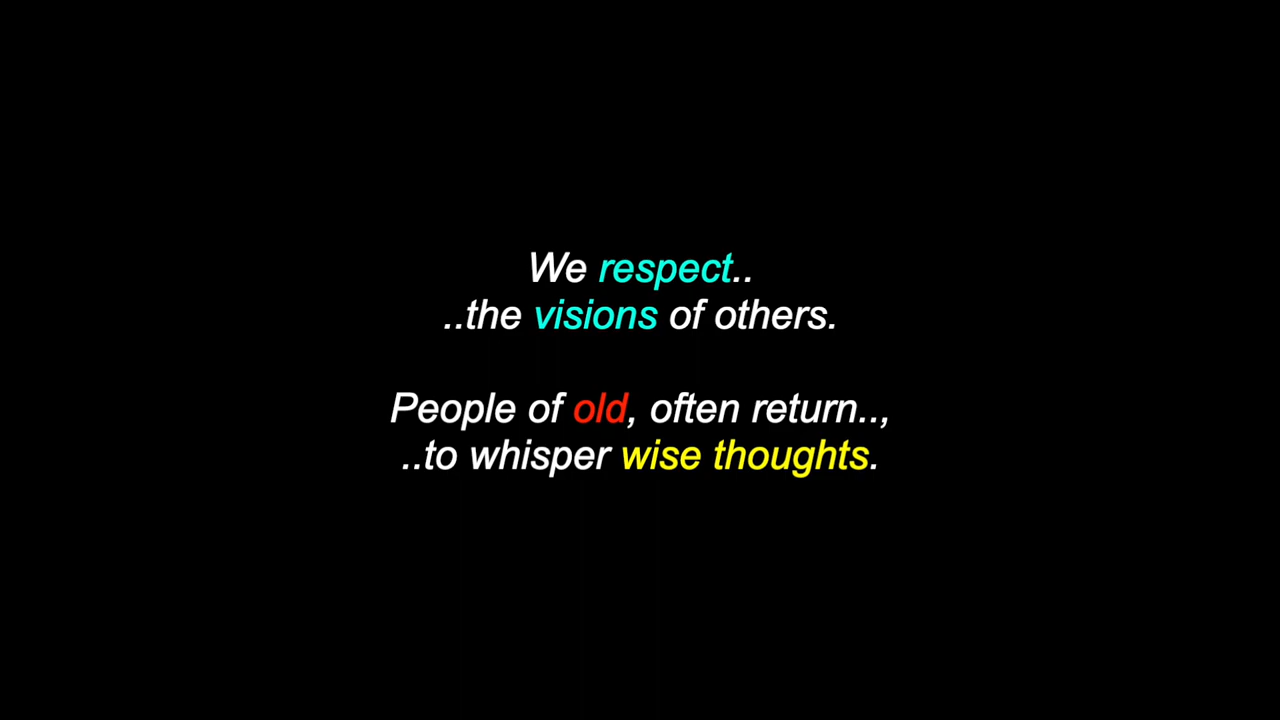 We respect..
..the visions of others.
People of old, often return..,
..to whisper wise thoughts.